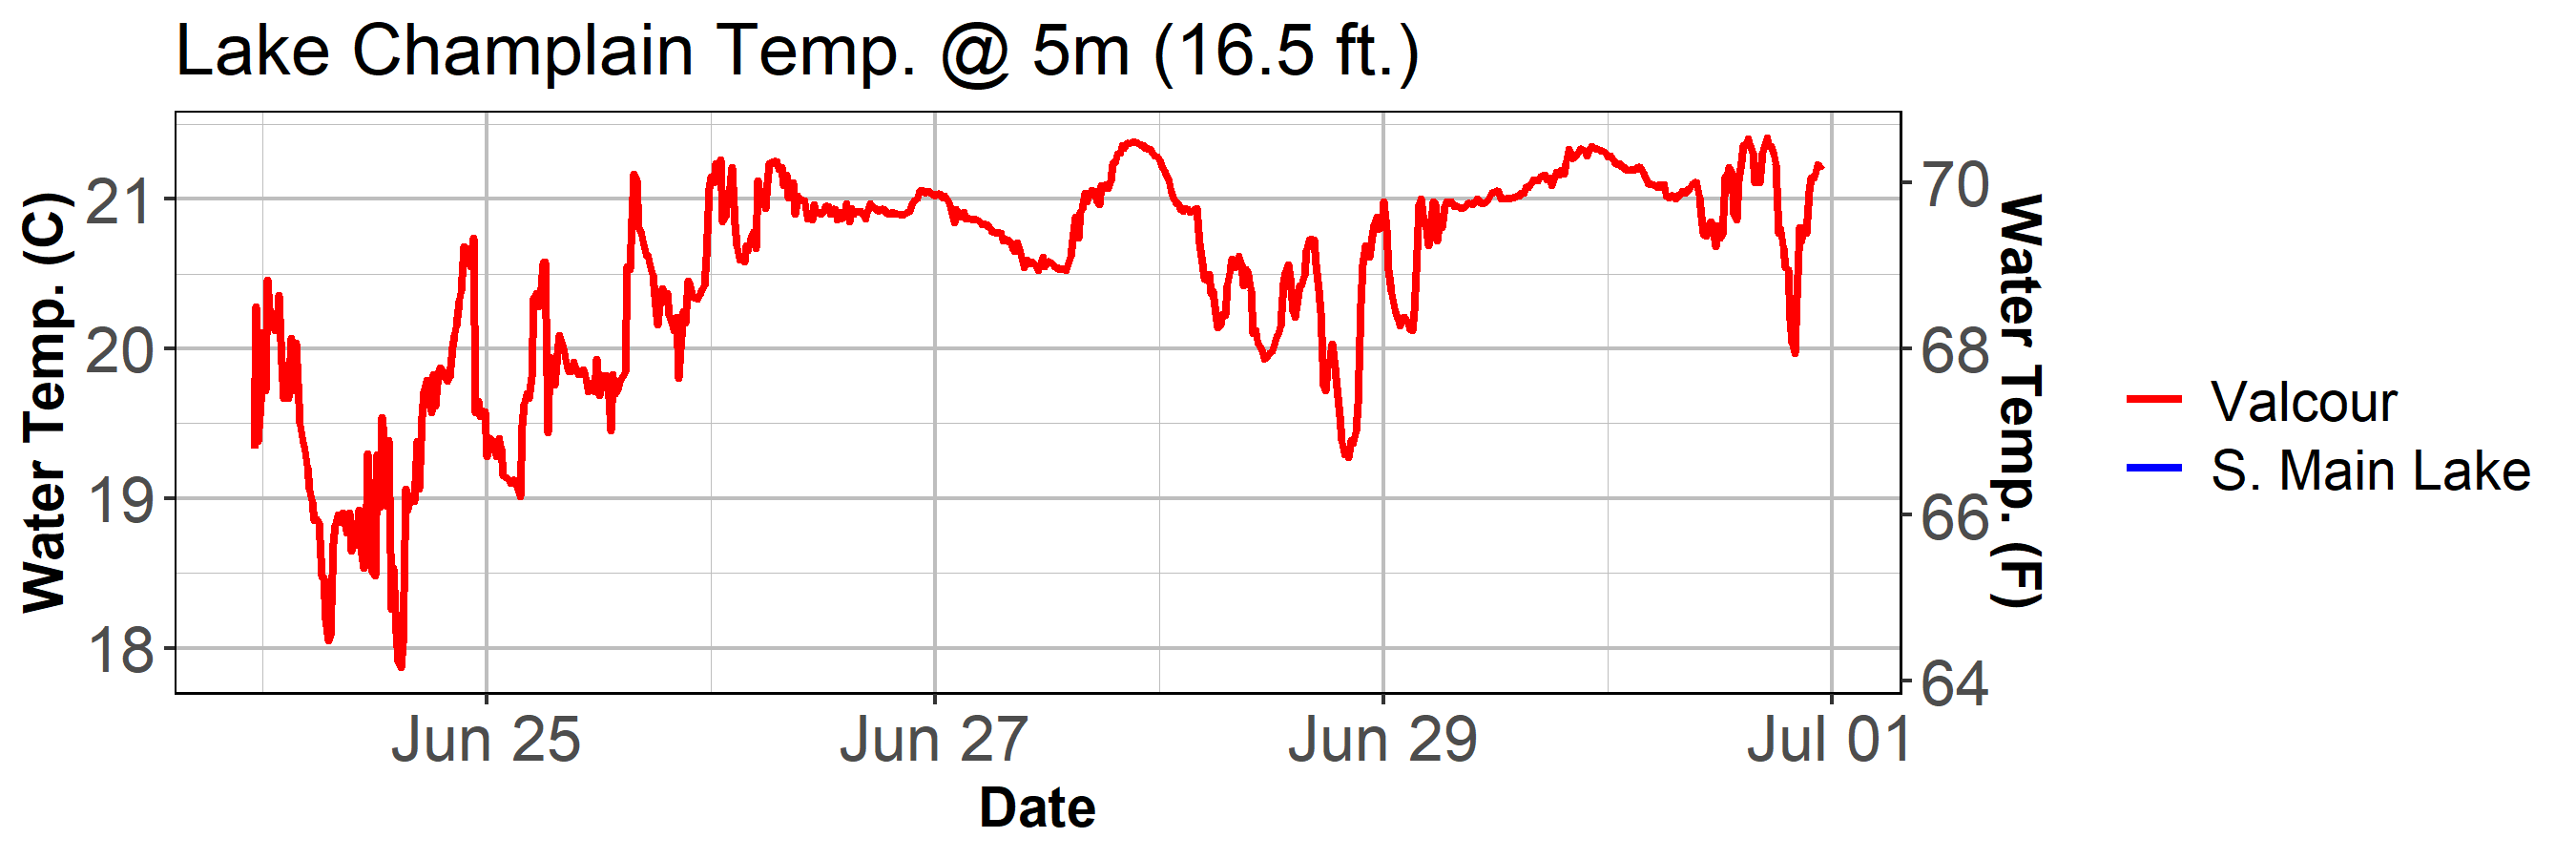 Lake Champlain Temp. @ 5m (16.5 ft.)
Water Temp. (C)
21
20
19
18
70
68
66
64
Water Temp. (F)
Jun 25
Jun 27
Jun 29
Jul 01
Date
Valcour
S. Main Lake